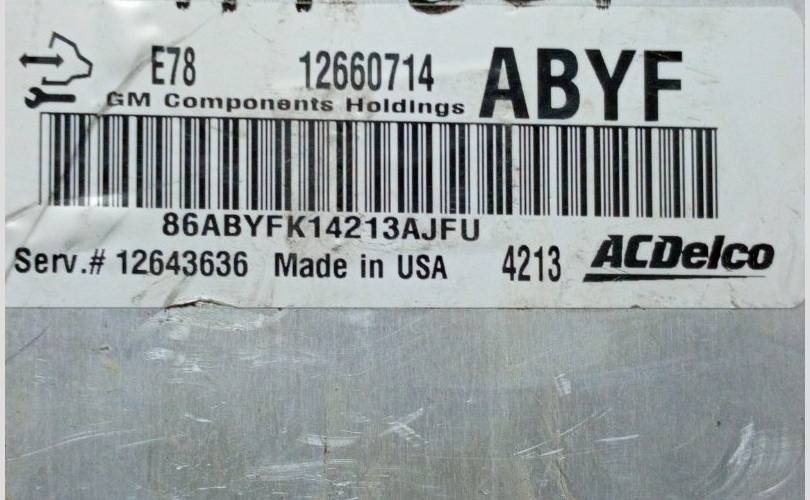 E78 12660714 ABYF
GM Components Holdings
86ABYFK14213AJFU
Serv.# 12643636 Made in USA 4213 ACDelco